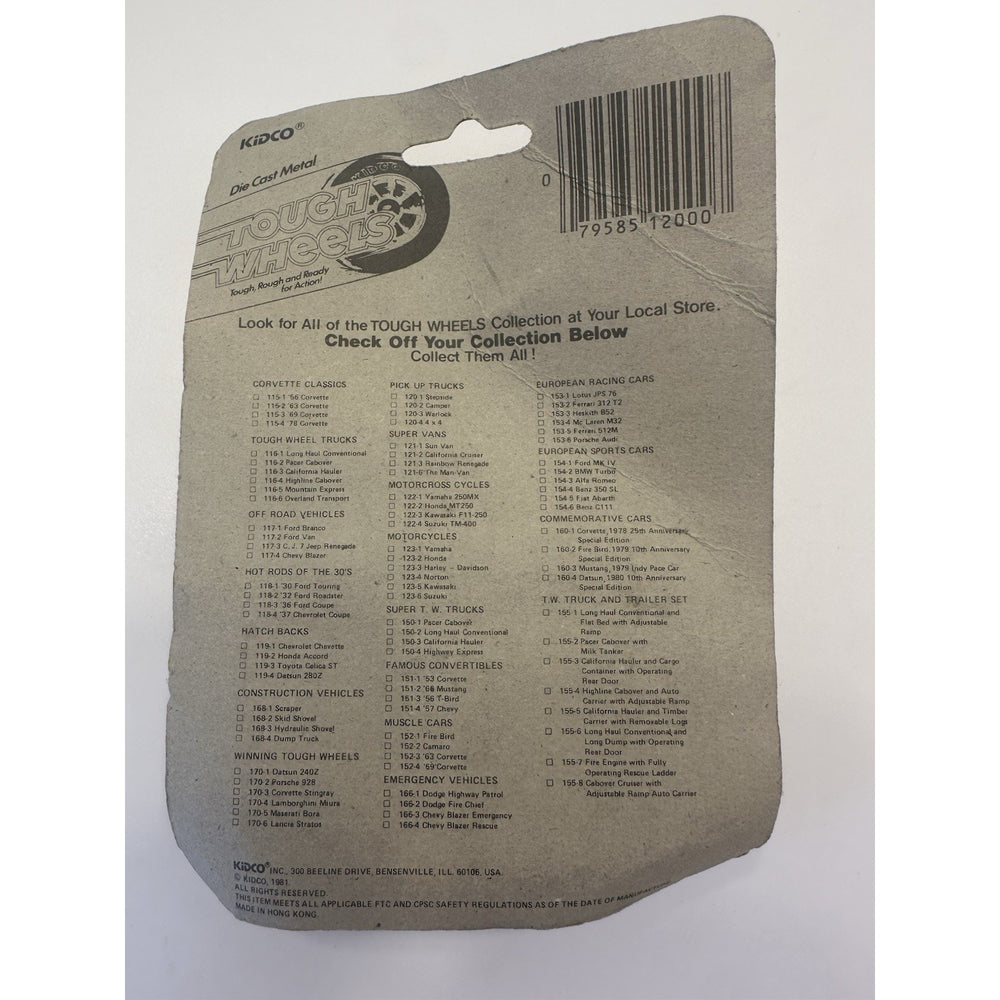 KiDCO®
Die Cast Metal
KIDCO
TOUGH
WHEELS
Tough, Rough and Ready
for Action!
0
79585 12000
Look for All of the TOUGH WHEELS Collection at Your Local Store.
Check Off Your Collection Below
Collect Them All !
CORVETTE CLASSICS
115-1 '56 Corvette
115-2 '63 Corvette
115-3 '69 Corvette
115-4 '78 Corvette
TOUGH WHEEL TRUCKS
116-1 Long Haul Conventional
116-2 Pacer Cabover
116-3 California Hauler
116-4 Highline Cabover
116-5 Mountain Express
116-6 Overland Transport
OFF ROAD VEHICLES
117-1 Ford Branco
117-2 Ford Van
117-3 C. J. 7 Jeep Renegade
117-4 Chevy Blazer
HOT RODS OF THE 30'S
118-1 '30 Ford Touring
118-2 '32 Ford Roadster
118-3 '36 Ford Coupe
118-4 '37 Chevrolet Coupe
HATCH BACKS
119-1 Chevrolet Chevette
119-2 Honda Accord
119-3 Toyota Celica ST
119-4 Datsun 280Z
CONSTRUCTION VEHICLES
168-1 Scraper
168-2 Skid Shovel
168-3 Hydraulic Shovel
168-4 Dump Truck
WINNING TOUGH WHEELS
170-1 Datsun 240Z
170-2 Porsche 928
170-3 Corvette Stingray
170-4 Lamborghini Miura
170-5 Maserati Bora
170-6 Lancia Stratos
PICK UP TRUCKS
120-1 Stepside
120-2 Camper
120-3 Warlock
120-4 4 x 4
SUPER VANS
121-1 Sun Van
121-2 California Cruiser
121-3 Rainbow Renegade
121-6 The Man-Van
MOTORCROSS CYCLES
122-1 Yamaha 250MX
122-2 Honda MT250
122-3 Kawasaki F11-250
122-4 Suzuki TM-400
MOTORCYCLES
123-1 Yamaha
123-2 Honda
123-3 Harley - Davidson
123-4 Norton
123-5 Kawasaki
123-6 Suzuki
SUPER T. W. TRUCKS
150-1 Pacer Cabover
150-2 Long Haul Conventional
150-3 California Hauler
150-4 Highwey Express
FAMOUS CONVERTIBLES
151-1 '53 Corvette
151-2 '66 Mustang
151-3 '56 T-Bird
151-4 '57 Chevy
MUSCLE CARS
152-1 Fire Bird
152-2 Camaro
152-3 '63 Corvette
152-4 '69 Corvette
EMERGENCY VEHICLES
166-1 Dodge Highway Patrol
166-2 Dodge Fire Chief
166-3 Chevy Blazer Emergency
166-4 Chevy Blazer Rescue
EUROPEAN RACING CARS
153-1 Lotus JPS 76
153-2 Ferrari 312 T2
153-3 Heskith B52
153-4 Mc Laren M32
153-5 Ferrari 512M
153-6 Porsche Audi
EUROPEAN SPORTS CARS
154-1 Ford MK IV
154-2 BMW Turbo
154-3 Alfa Romeo
154-4 Benz 350 SL
154-5 Fiat Abarth
154-6 Benz C111
COMMEMORATIVE CARS
160-1 Corvette, 1978 25th Anniversary
Special Edition
160-2 Fire Bird, 1979 10th Anniversary
Special Edition
160-3 Mustang, 1979 Indy Pace Car
160-4 Datsun, 1980 10th Anniversary
Special Edition
T.W. TRUCK AND TRAILER SET
155-1 Long Haul Conventional and
Flat Bed with Adjustable
Ramp
155-2 Pacer Cabover with
Milk Tanker
155-3 California Hauler and Cargo
Container with Operating
Rear Door
155-4 Highline Cabover and Auto
Carrier with Adjustable Ramp
155-5 California Hauler and Timber
Carrier with Removable Logs
155-6 Long Haul Conventional and
Long Dump with Operating
Rear Door
155-7 Fire Engine with Fully
Operating Rescue Ladder
155-8 Cabover Cruiser with
Adjustable Ramp Auto Carrier
KiDCO® INC., 300 BEELINE DRIVE, BENSENVILLE, ILL. 60106, USA.
© KIDCO, 1981.
ALL RIGHTS RESERVED.
THIS ITEM MEETS ALL APPLICABLE FTC AND CPSC SAFETY REGULATIONS AS OF THE DATE OF MANUFACTURE
MADE IN HONG KONG.